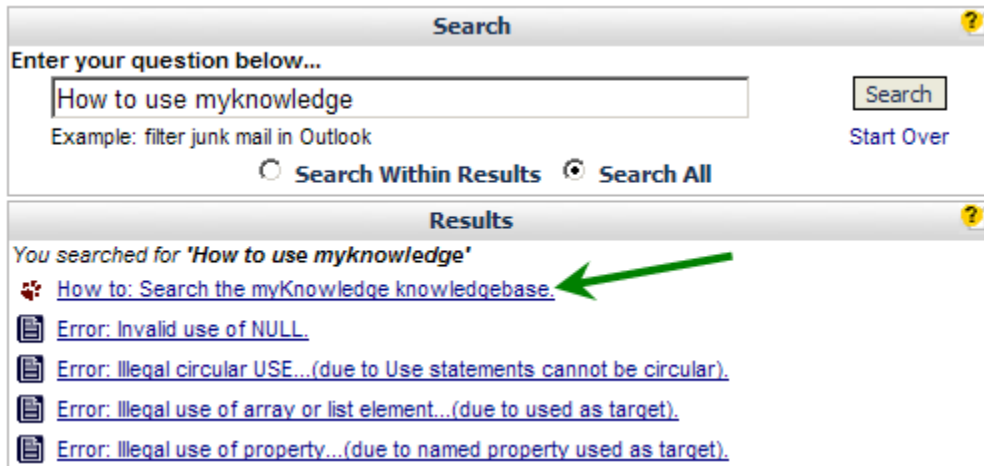 Search
Enter your question below...
How to use myknowledge
Search
Example: filter junk mail in Outlook
Start Over
Search Within Results Search All
Results
You searched for 'How to use myknowledge'
How to: Search the myKnowledge knowledgebase.
Error: Invalid use of NULL.
Error: Illegal circular USE...(due to Use statements cannot be circular).
Error: Illegal use of array or list element...(due to used as target).
Error: Illegal use of property...(due to named property used as target).